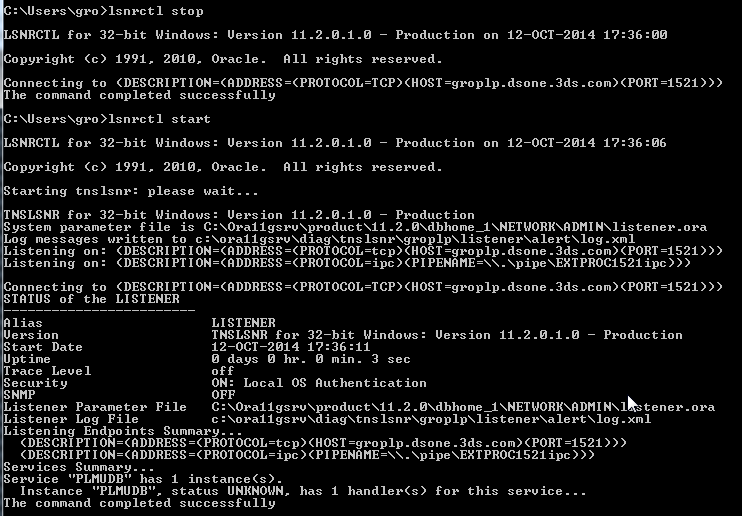 C:\Users\gro>lsnrctl stop
LSNRCTL for 32-bit Windows: Version 11.2.0.1.0 - Production on 12-OCT-2014 17:36:00
Copyright (c) 1991, 2010, Oracle.  All rights reserved.
Connecting to (DESCRIPTION=(ADDRESS=(PROTOCOL=TCP)(HOST=groplp.dsone.3ds.com)(PORT=1521)))
The command completed successfully
C:\Users\gro>lsnrctl start
LSNRCTL for 32-bit Windows: Version 11.2.0.1.0 - Production on 12-OCT-2014 17:36:06
Copyright (c) 1991, 2010, Oracle.  All rights reserved.
Starting tnslsnr: please wait...
TNSLSNR for 32-bit Windows: Version 11.2.0.1.0 - Production
System parameter file is C:\Ora11gsrv\product\11.2.0\dbhome_1\NETWORK\ADMIN\listener.ora
Log messages written to c:\ora11gsrv\diag\tnslsnr\groplp\listener\alert\log.xml
Listening on: (DESCRIPTION=(ADDRESS=(PROTOCOL=tcp)(HOST=groplp.dsone.3ds.com)(PORT=1521)))
Listening on: (DESCRIPTION=(ADDRESS=(PROTOCOL=ipc)(PIPENAME=\\.\pipe\EXTPROC1521ipc)))
Connecting to (DESCRIPTION=(ADDRESS=(PROTOCOL=TCP)(HOST=groplp.dsone.3ds.com)(PORT=1521)))
STATUS of the LISTENER
------------------------
Alias                     LISTENER
Version                   TNSLSNR for 32-bit Windows: Version 11.2.0.1.0 - Production
Start Date                12-OCT-2014 17:36:11
Uptime                    0 days 0 hr. 0 min. 3 sec
Trace Level               off
Security                  ON: Local OS Authentication
SNMP                      OFF
Listener Parameter File   C:\Ora11gsrv\product\11.2.0\dbhome_1\NETWORK\ADMIN\listener.ora
Listener Log File         c:\ora11gsrv\diag\tnslsnr\groplp\listener\alert\log.xml
Listening Endpoints Summary...
  (DESCRIPTION=(ADDRESS=(PROTOCOL=tcp)(HOST=groplp.dsone.3ds.com)(PORT=1521)))
  (DESCRIPTION=(ADDRESS=(PROTOCOL=ipc)(PIPENAME=\\.\pipe\EXTPROC1521ipc)))
Services Summary...
Service "PLMUDB" has 1 instance(s).
  Instance "PLMUDB", status UNKNOWN, has 1 handler(s) for this service...
The command completed successfully